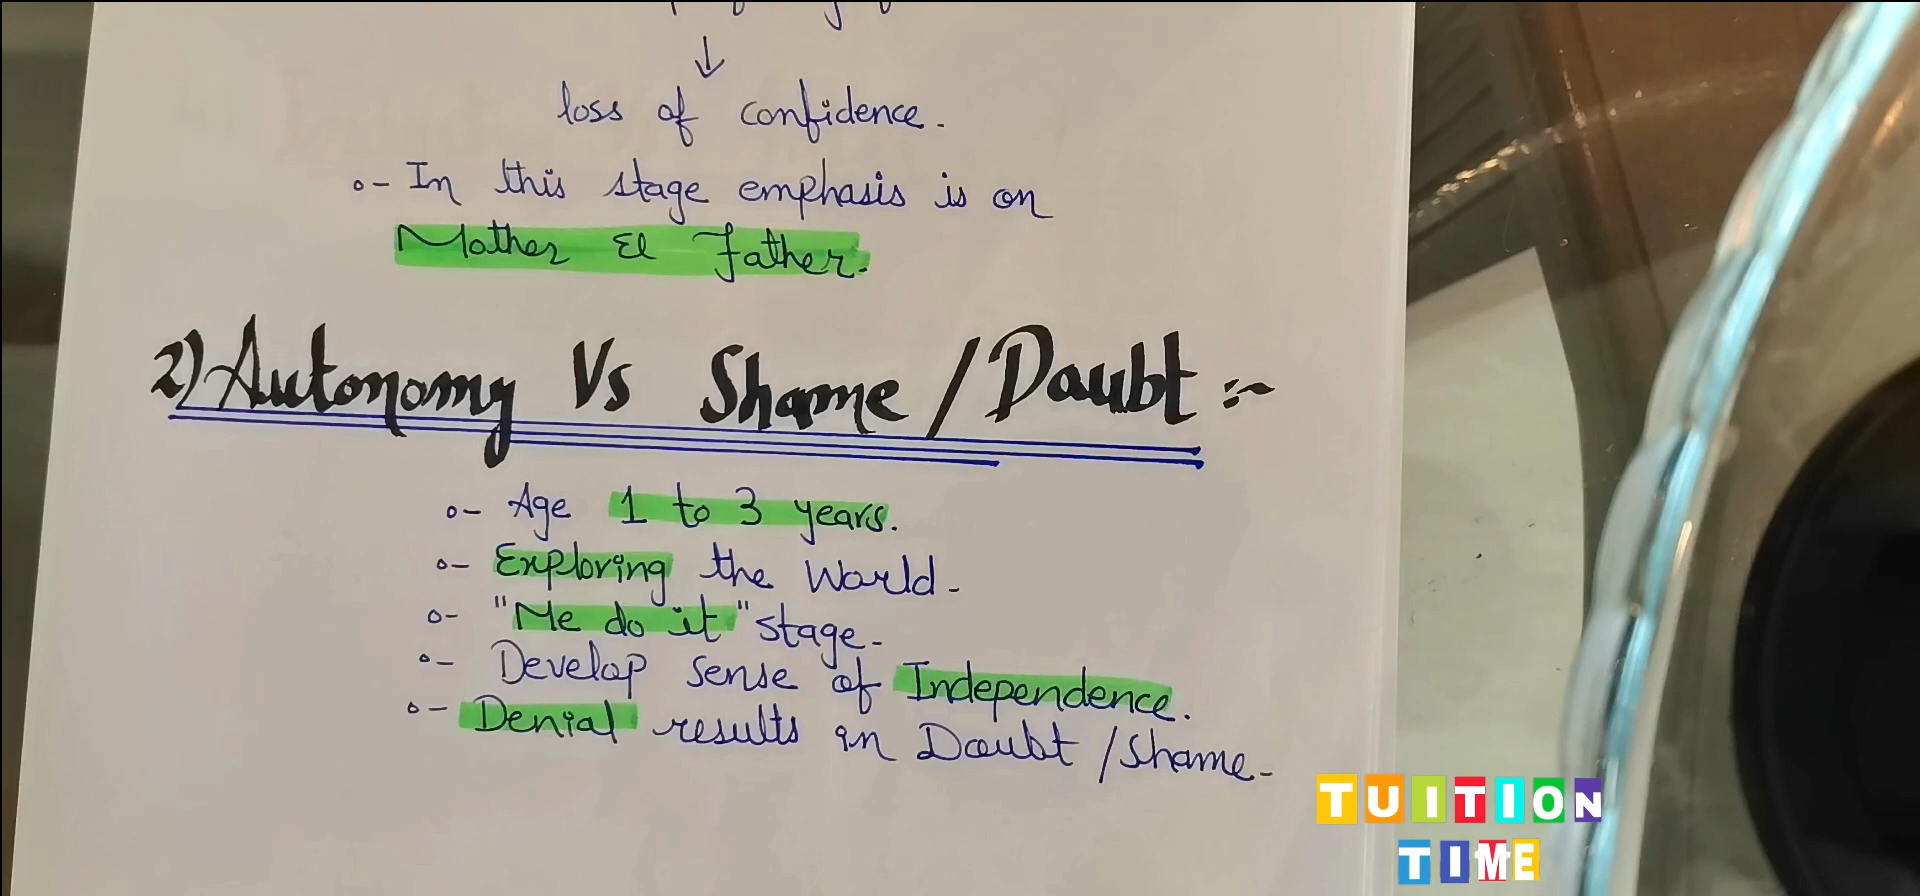 ↓
loss of confidence.
o- In this stage emphasis is on
Mother & Father.
2) Autonomy Vs Shame / Doubt :-
o- Age 1 to 3 years.
o- Exploring the World -
o- "Me do it" stage -
o- Develop sense of Independence.
o- Denial results in Doubt / Shame -
TUITION
TIME